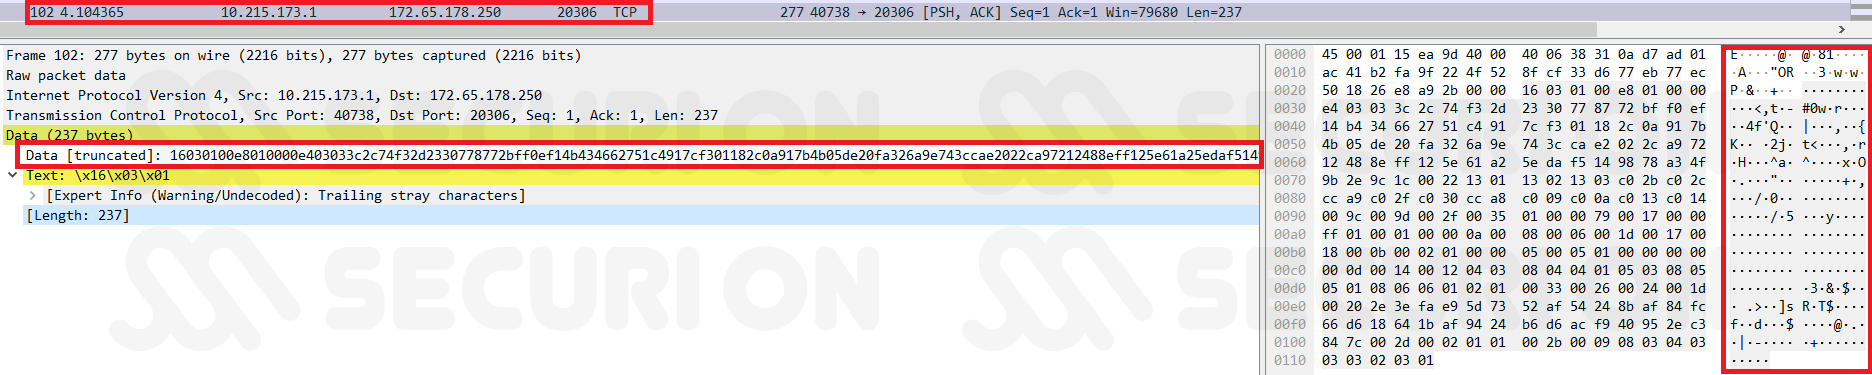 102 4.104365 10.215.173.1 172.65.178.250 20306 TCP 277 40738 → 20306 [PSH, ACK] Seq=1 Ack=1 Win=79680 Len=237
Frame 102: 277 bytes on wire (2216 bits), 277 bytes captured (2216 bits)
Raw packet data
Internet Protocol Version 4, Src: 10.215.173.1, Dst: 172.65.178.250
Transmission Control Protocol, Src Port: 40738, Dst Port: 20306, Seq: 1, Ack: 1, Len: 237
Data (237 bytes)
Data [truncated]: 16030100e8010000e403033c2c74f32d2330778772bff0ef14b434662751c4917cf301182c0a917b4b05de20fa326a9e743ccae2022ca97212488eff125e61a25edaf514
Text: \x16\x03\x01
[Expert Info (Warning/Undecoded): Trailing stray characters]
[Length: 237]
0000 45 00 01 15 ea 9d 40 00 40 06 38 31 0a d7 ad 01 E·····@· @·81····
0010 ac 41 b2 fa 9f 22 4f 52 8f cf 33 d6 77 eb 77 ec ·A···"OR ··3·w·w·
0020 50 18 26 e8 a9 2b 00 00 16 03 01 00 e8 01 00 00 P·&··+·· ········
0030 e4 03 03 3c 2c 74 f3 2d 23 30 77 87 72 bf f0 ef ···<,t·- #0w·r···
0040 14 b4 34 66 27 51 c4 91 7c f3 01 18 2c 0a 91 7b ··4f'Q·· |···,··{
0050 4b 05 de 20 fa 32 6a 9e 74 3c ca e2 02 2c a9 72 K·· ·2j· t<···,·r
0060 12 48 8e ff 12 5e 61 a2 5e da f5 14 98 78 a3 4f ·H···^a· ^····x·O
0070 9b 2e 9c 1c 00 22 13 01 13 02 13 03 c0 2b c0 2c ·.···"·· ·····+·,
0080 cc a9 c0 2f c0 30 cc a8 c0 09 c0 0a c0 13 c0 14 ···/·0·· ········
0090 00 9c 00 9d 00 2f 00 35 01 00 00 79 00 17 00 00 ·····/·5 ···y····
00a0 ff 01 00 01 00 00 0a 00 08 00 06 00 1d 00 17 00 ········ ········
00b0 18 00 0b 00 02 01 00 00 05 00 05 01 00 00 00 00 ········ ········
00c0 00 0d 00 14 00 12 04 03 08 04 04 01 05 03 08 05 ········ ········
00d0 05 01 08 06 06 01 02 01 00 33 00 26 00 24 00 1d ········ ·3·&·$··
00e0 00 20 2e 3e fa e9 5d 73 52 af 54 24 8b af 84 fc · .>··]s R·T$····
00f0 66 d6 18 64 1b af 94 24 b6 d6 ac f9 40 95 2e c3 f··d···$ ····@·.·
0100 84 7c 00 2d 00 02 01 01 00 2b 00 09 08 03 04 03 ·|·-···· ·+······
0110 03 03 02 03 01 ·····
SECURION SECURION
SECURION SECURION